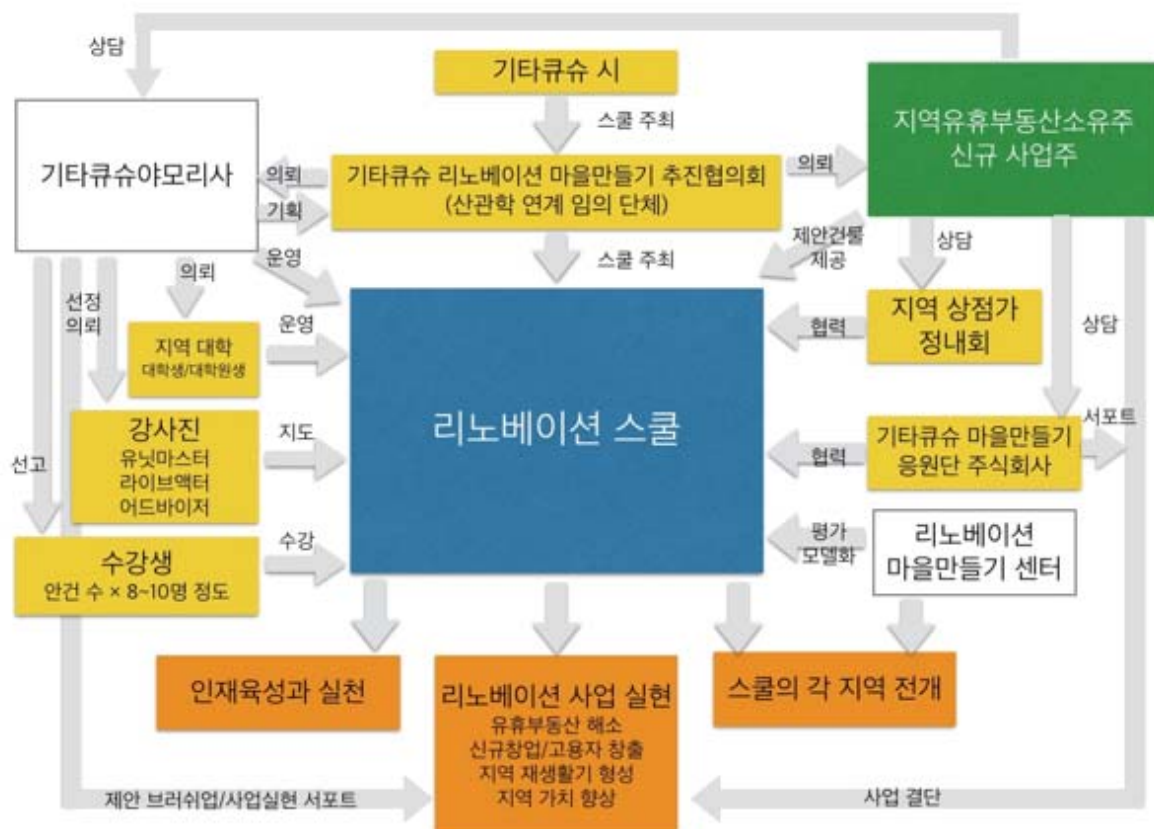 상담
기타큐슈 시
스쿨 주최
지역유휴부동산소유주
신규 사업주
기타큐슈야모리사
의뢰
기획
기타큐슈 리노베이션 마을만들기 추진협의회
(산관학 연계 임의 단체)
의뢰
운영
스쿨 주최
제안건물
제공
상담
의뢰
선정
의뢰
지역 대학
대학생/대학원생
운영
협력
지역 상점가
정내회
상담
리노베이션 스쿨
강사진
유닛마스터
라이브액터
어드바이저
지도
선고
협력
기타큐슈 마을만들기
응원단 주식회사
서포트
수강생
안건 수 × 8~10명 정도
수강
평가
모델화
리노베이션
마을만들기 센터
인재육성과 실천
리노베이션 사업 실현
유휴부동산 해소
신규창업/고용자 창출
지역 재생활기 형성
지역 가치 향상
스쿨의 각 지역 전개
제안 브러쉬업/사업실현 서포트
사업 결단